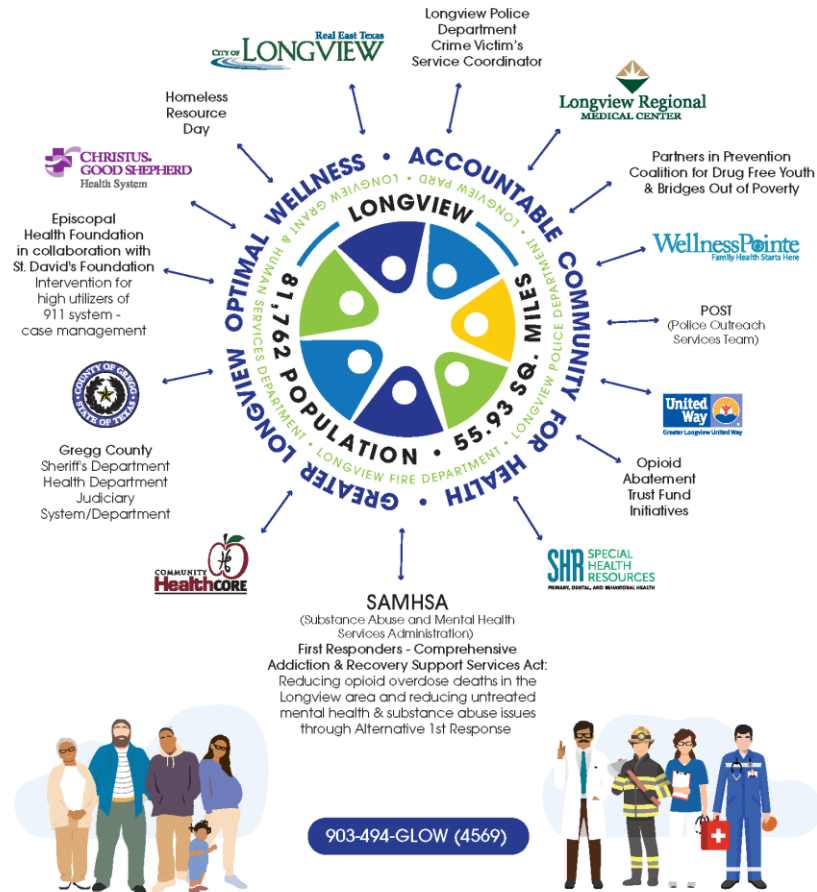 Real East Texas
CITY OF LONGVIEW
Longview Police
Department
Crime Victim's
Service Coordinator
Homeless
Resource
Day
Longview Regional
MEDICAL CENTER
CHRISTUS.
GOOD SHEPHERD
Health System
Partners in Prevention
Coalition for Drug Free Youth
& Bridges Out of Poverty
Episcopal
Health Foundation
in collaboration with
St. David's Foundation
Intervention for
high utilizers of
911 system -
case management
WellnessPointe
Family Health Starts Here
POST
(Police Outreach
Services Team)
GREATER LONGVIEW OPTIMAL WELLNESS • ACCOUNTABLE COMMUNITY FOR HEALTH •
LONGVIEW GRANT & HUMAN SERVICES DEPARTMENT • LONGVIEW FIRE DEPARTMENT • LONGVIEW POLICE DEPARTMENT • LONGVIEW PARD •
LONGVIEW
81,762 POPULATION • 55.93 SQ. MILES
COUNTY OF GREGG
STATE OF TEXAS
United
Way
Greater Longview United Way
Gregg County
Sheriff's Department
Health Department
Judiciary
System/Department
Opioid
Abatement
Trust Fund
Initiatives
COMMUNITY
HealthCORE
SHR SPECIAL
HEALTH
RESOURCES
PRIMARY, DENTAL, AND BEHAVIORAL HEALTH
SAMHSA
(Substance Abuse and Mental Health
Services Administration)
First Responders - Comprehensive
Addiction & Recovery Support Services Act:
Reducing opioid overdose deaths in the
Longview area and reducing untreated
mental health & substance abuse issues
through Alternative 1st Response
903-494-GLOW (4569)